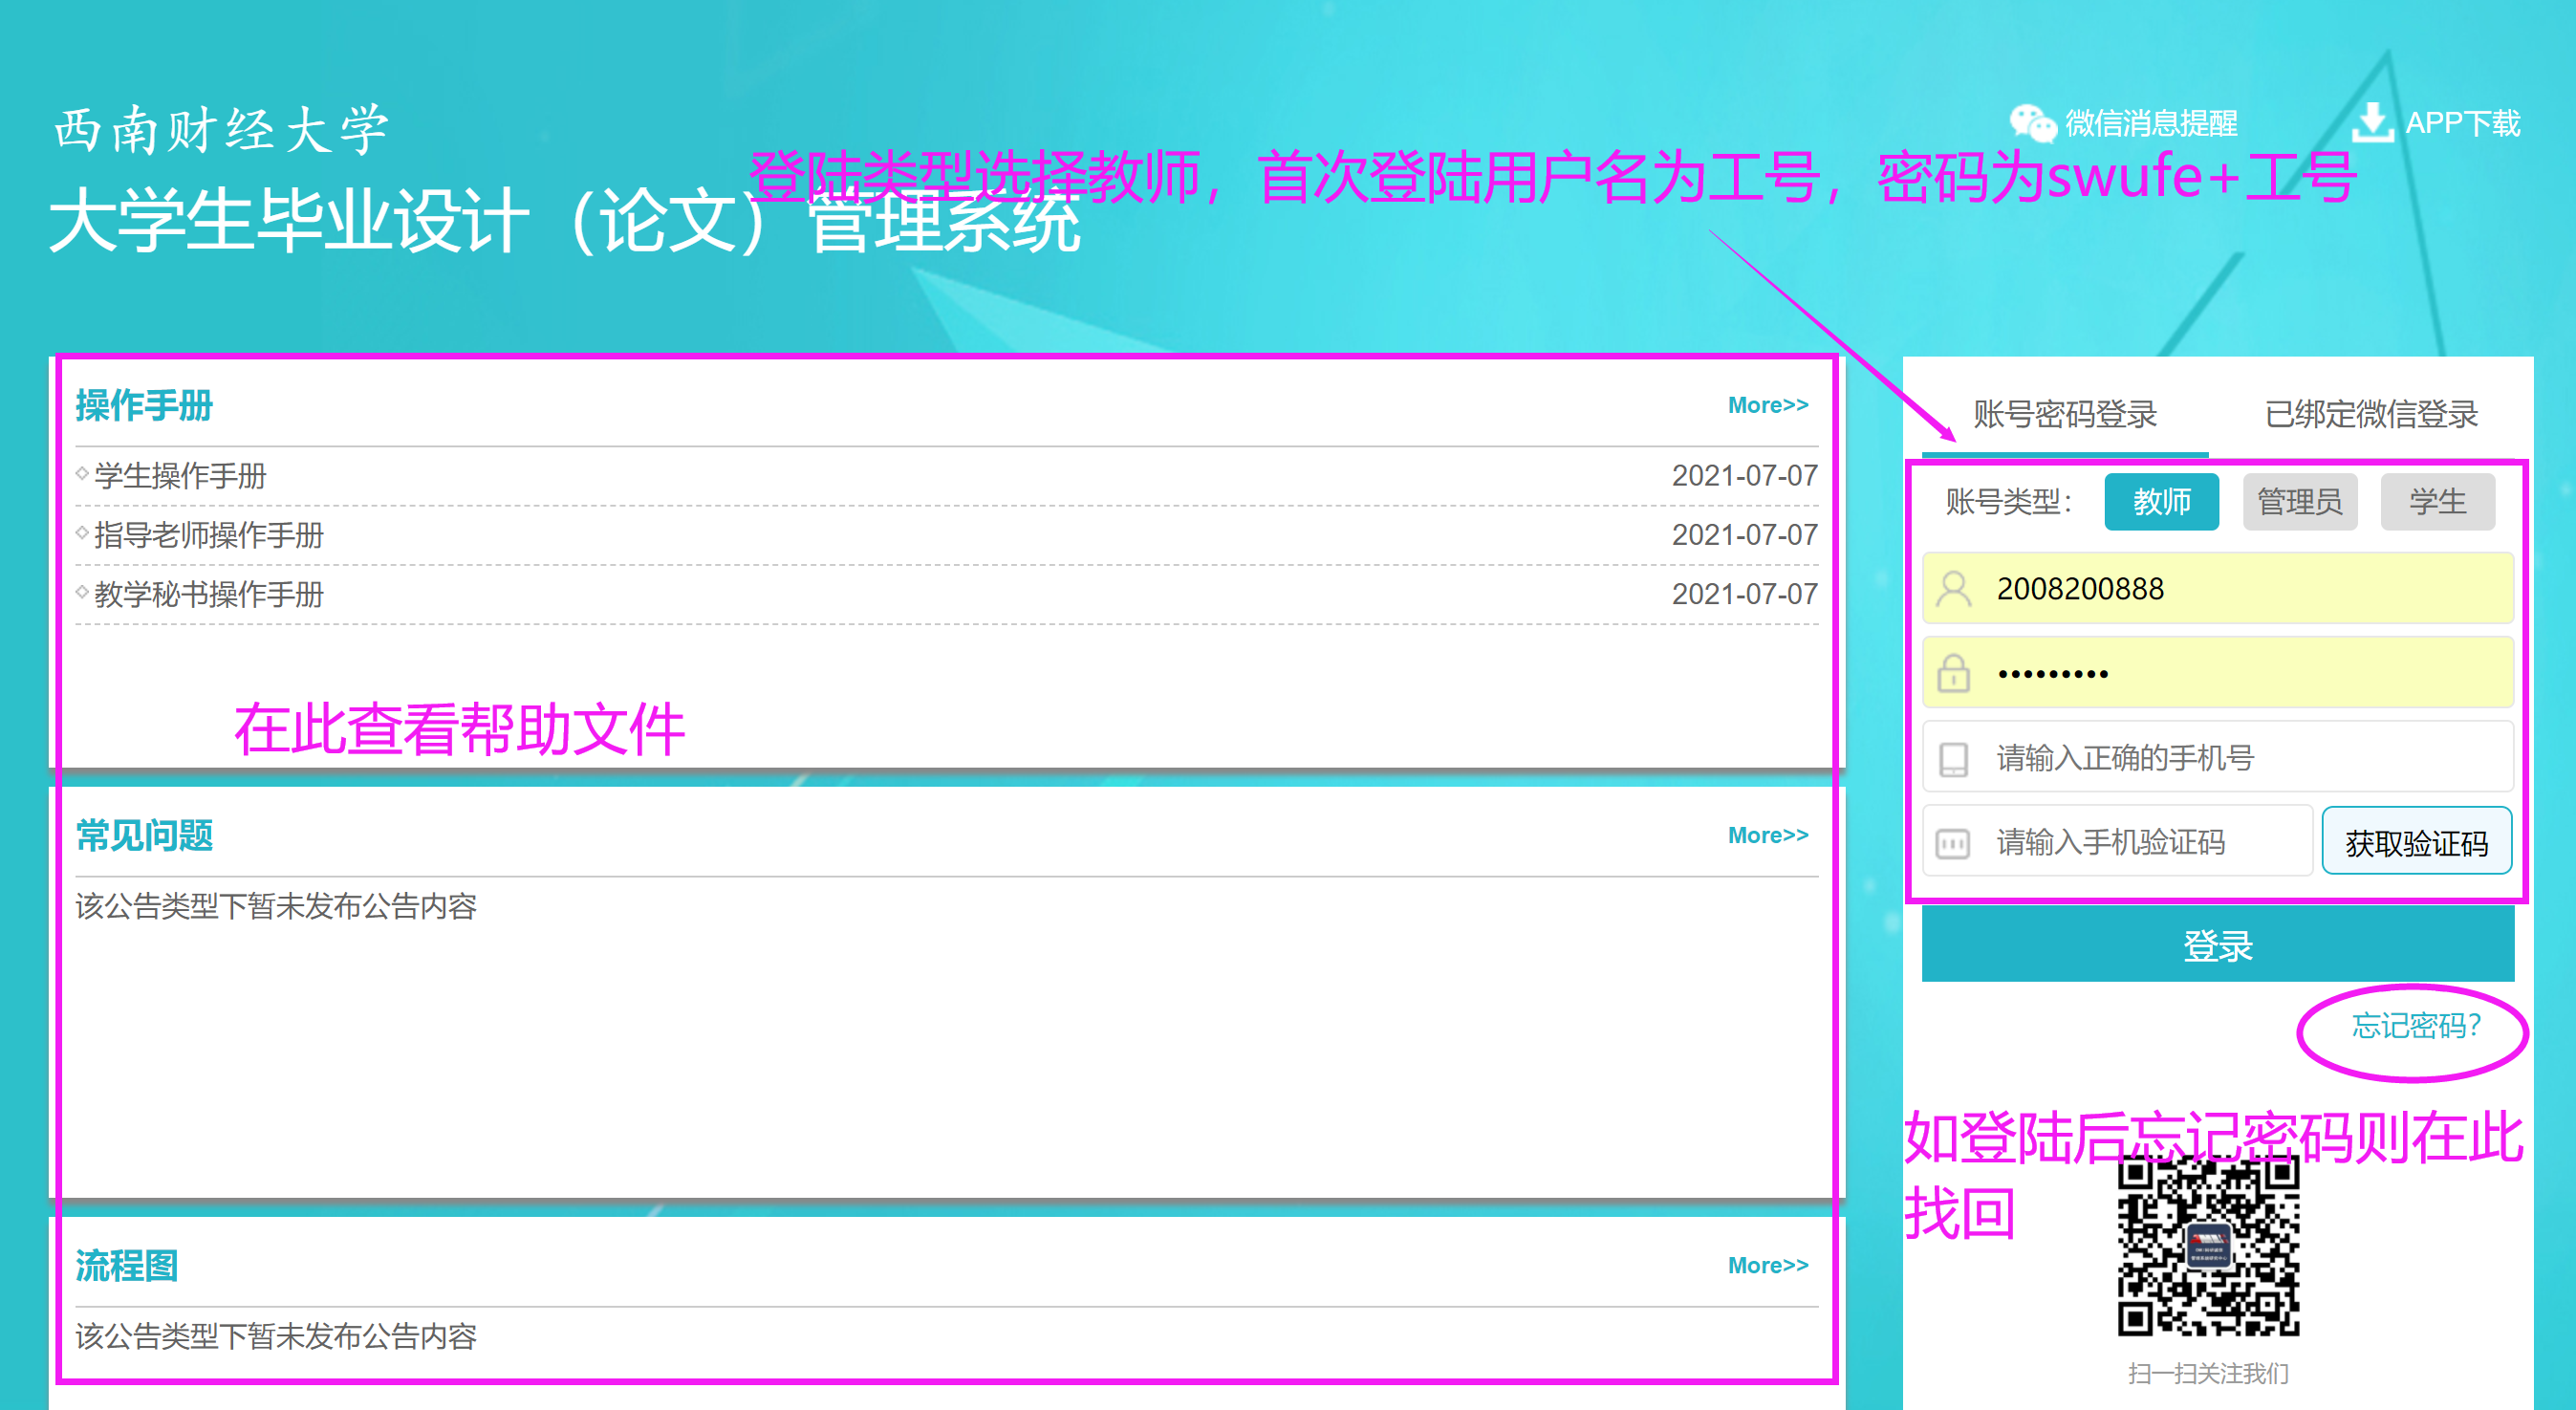 西南财经大学
大学生毕业设计（论文）管理系统
微信消息提醒
APP下载
登陆类型选择教师，首次登陆用户名为工号，密码为swufe+工号
操作手册
More>>
学生操作手册
2021-07-07
指导老师操作手册
2021-07-07
教学秘书操作手册
2021-07-07
在此查看帮助文件
常见问题
More>>
该公告类型下暂未发布公告内容
流程图
More>>
该公告类型下暂未发布公告内容
账号密码登录
已绑定微信登录
账号类型：
教师
管理员
学生
2008200888
•••••••••
请输入正确的手机号
请输入手机验证码
获取验证码
登录
忘记密码？
如登陆后忘记密码则在此
找回
扫一扫关注我们